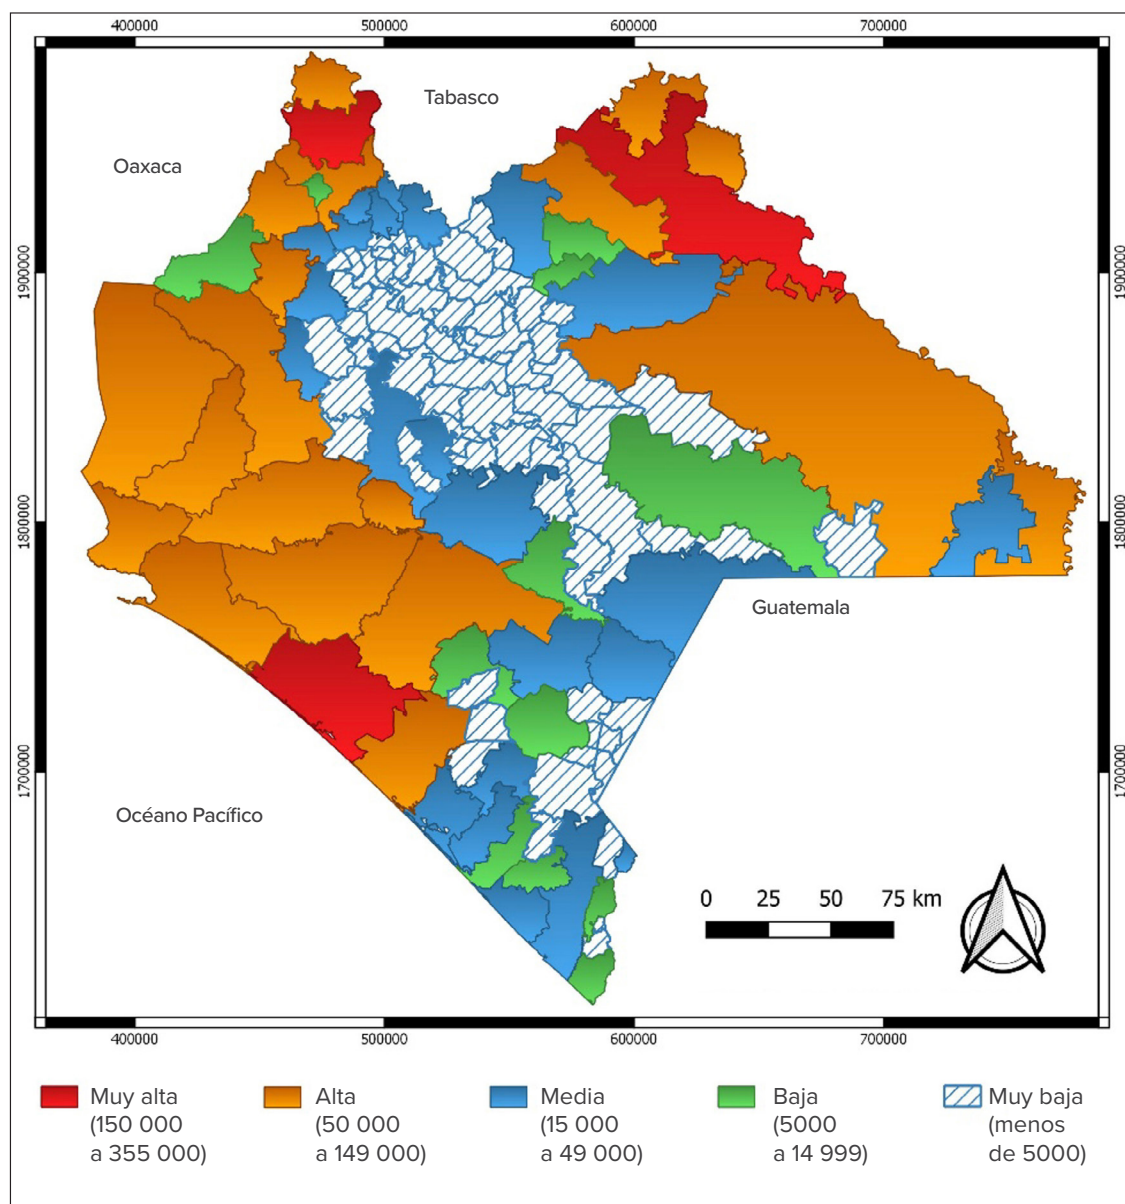 400000 500000 600000 700000
Tabasco
Oaxaca
1900000 1900000
1800000 1800000
Guatemala
1700000 1700000
Océano Pacífico
0 25 50 75 km
400000 500000 600000 700000
Muy alta
(150 000
a 355 000)
Alta
(50 000
a 149 000)
Media
(15 000
a 49 000)
Baja
(5000
a 14 999)
Muy baja
(menos
de 5000)